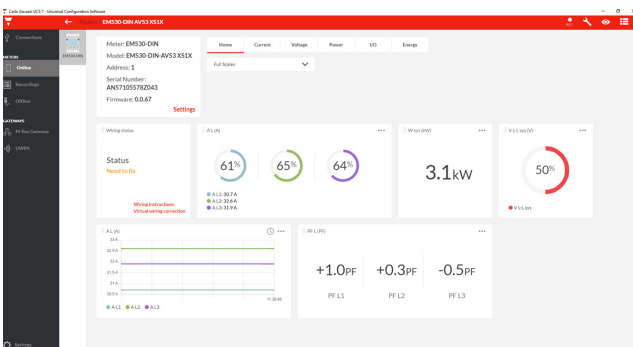 Carlo Gavazzi UCS 7 - Universal Configuration Software
Meters EM530-DIN AV53 X51X
REC
Connections
METERS
Online
Recordings
Offline
GATEWAYS
M-Bus Gateway
UWPA
Settings
EM530 DIN
Meter: EM530-DIN
Model: EM530-DIN-AV53 X51X
Address: 1
Serial Number:
AN57105578Z043
Firmware: 0.0.67
Settings
Home Current Voltage Power I/O Energy
Full Scales
Wiring status
Status
Need to fix
Wiring instructions
Virtual wiring correction
A L (A)
61% 65% 64%
A L1: 30.7 A
A L2: 32.6 A
A L3: 31.9 A
W sys (kW)
3.1kW
V L-L sys (V)
50%
V L-L sys
A L (A)
33 A
32.5 A
32 A
31.5 A
31 A
30.5 A
A L1 A L2 A L3
PF L (PF)
+1.0PF +0.3PF -0.5PF
PF L1 PF L2 PF L3